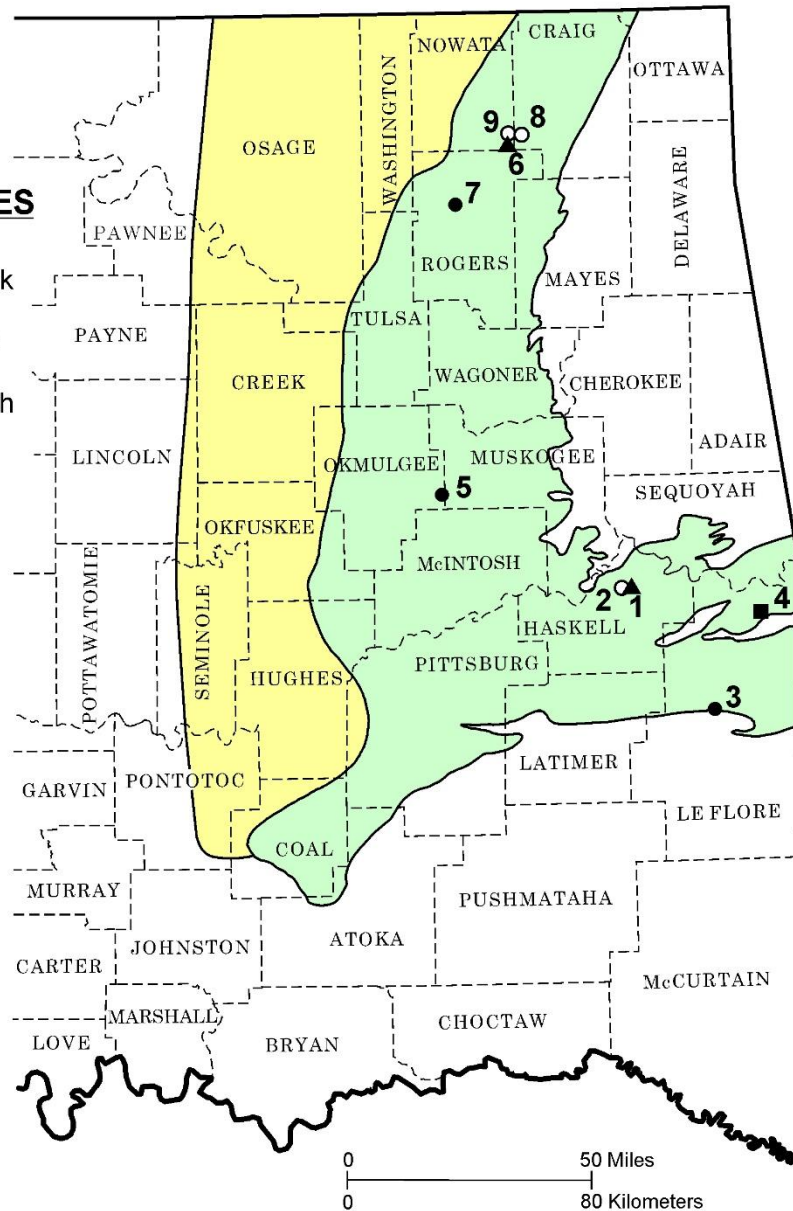 CRAIG
NOWATA
OTTAWA
WASHINGTON
OSAGE
9 8
6
DELAWARE
7
ES
PAWNEE
ROGERS
k
MAYES
TULSA
PAYNE
WAGONER
CREEK
CHEROKEE
h
ADAIR
LINCOLN
OKMULGEE
MUSKOGEE
5
SEQUOYAH
OKFUSKEE
McINTOSH
2 1
4
POTTAWATOMIE
SEMINOLE
HASKELL
PITTSBURG
HUGHES
3
LATIMER
PONTOTOC
GARVIN
LE FLORE
COAL
MURRAY
PUSHMATAHA
ATOKA
JOHNSTON
CARTER
McCURTAIN
MARSHALL
CHOCTAW
LOVE
BRYAN
0 50 Miles
0 80 Kilometers